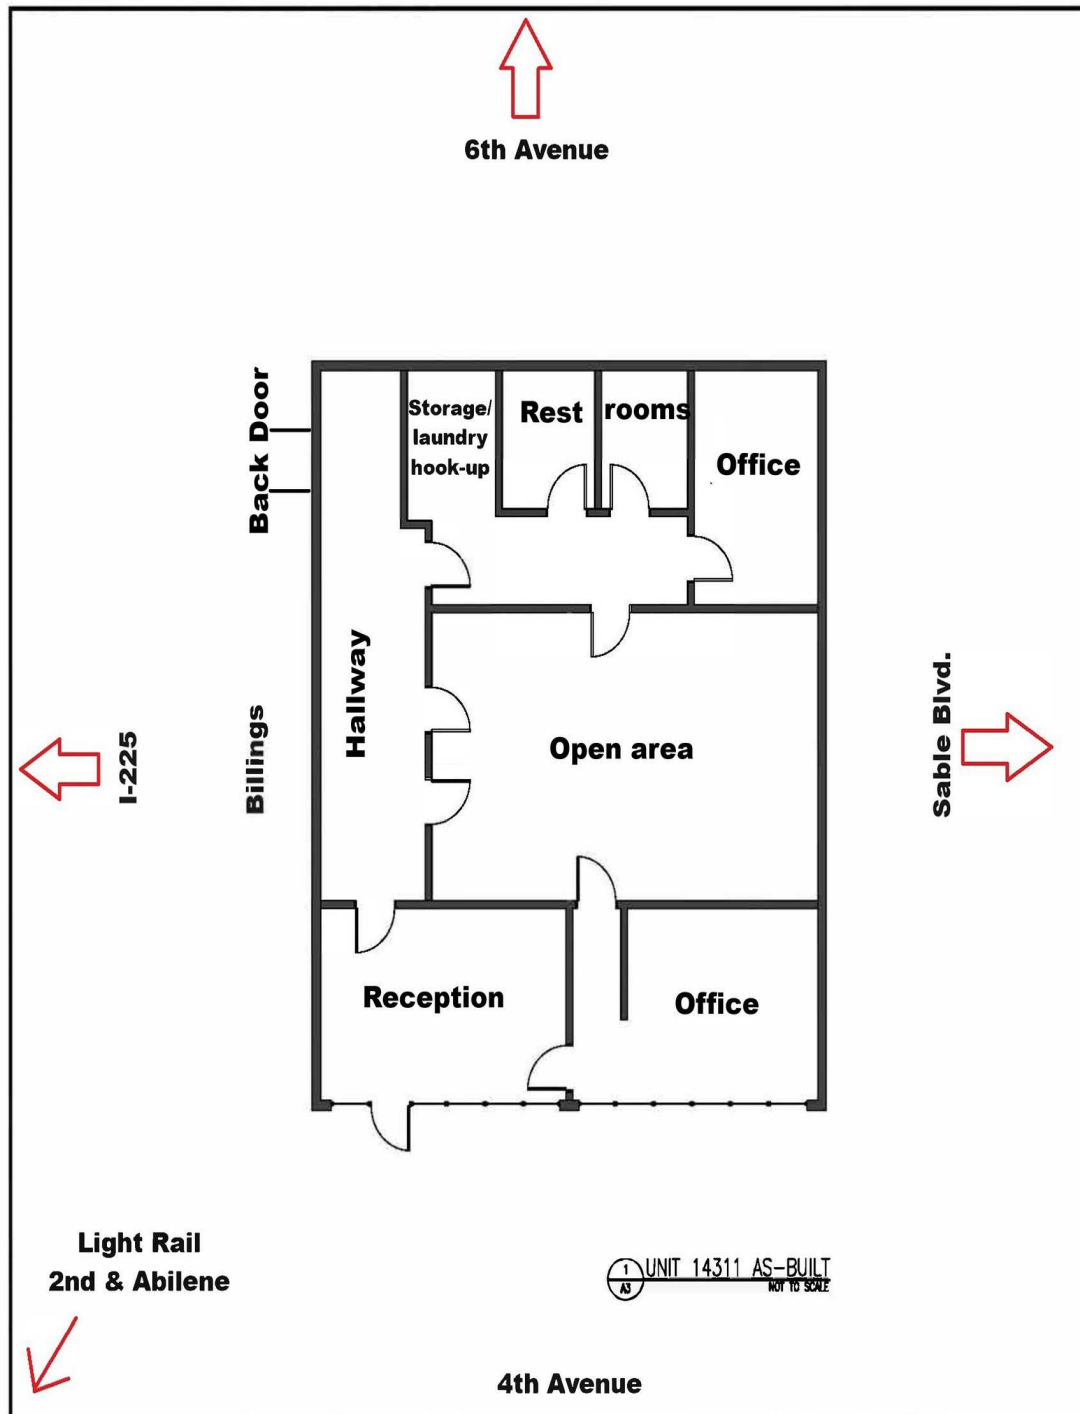 6th Avenue
Back Door
Storage/
laundry
hook-up
Rest rooms
Office
Hallway
Open area
I-225
Billings
Sable Blvd.
Reception
Office
Light Rail
2nd & Abilene
1
A3
UNIT 14311 AS-BUILT
NOT TO SCALE
4th Avenue